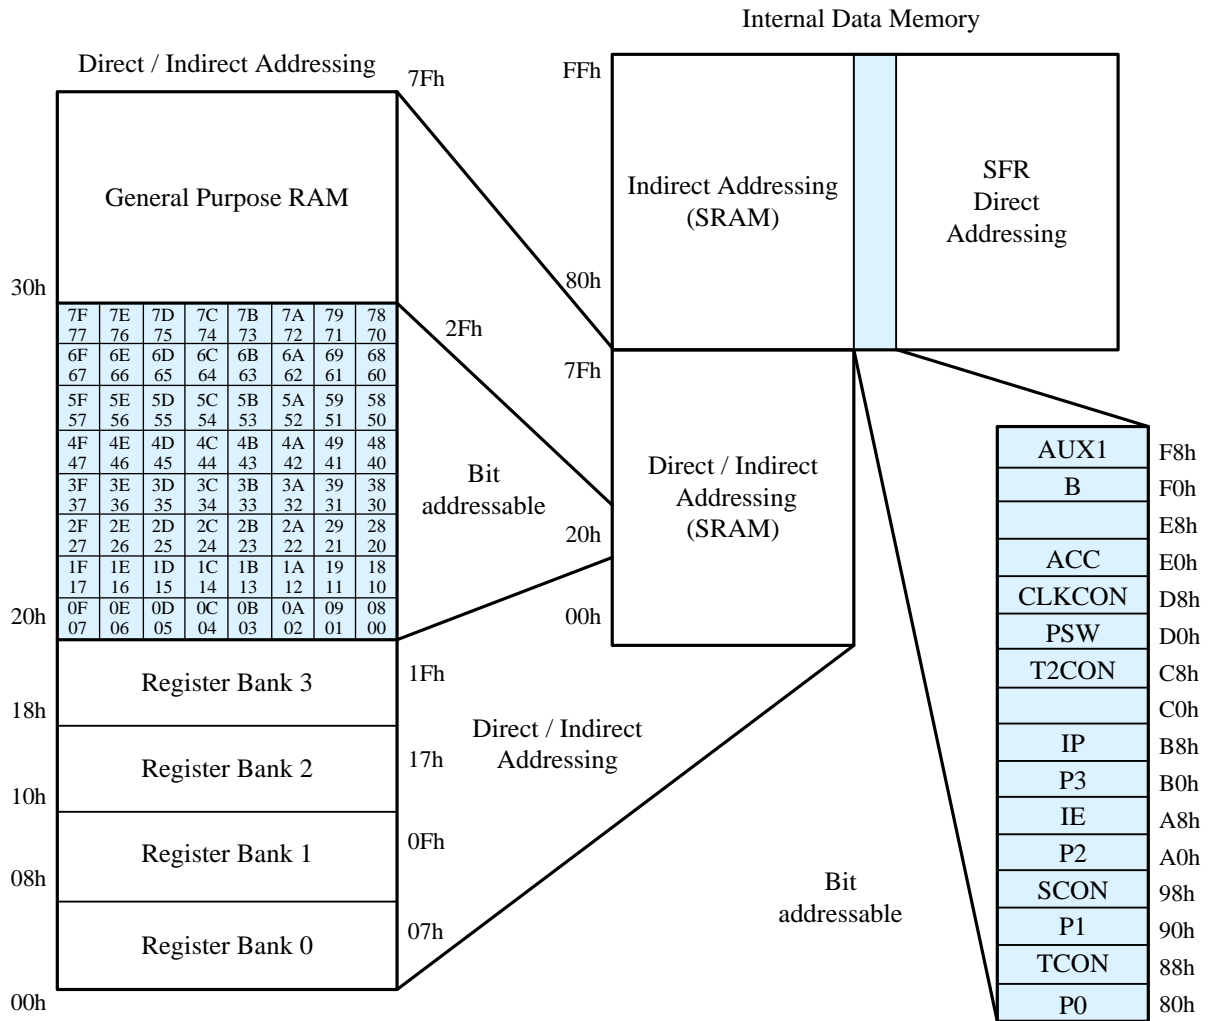 Internal Data Memory
Direct / Indirect Addressing
7Fh
General Purpose RAM
30h
7F 7E 7D 7C 7B 7A 79 78
77 76 75 74 73 72 71 70
6F 6E 6D 6C 6B 6A 69 68
67 66 65 64 63 62 61 60
5F 5E 5D 5C 5B 5A 59 58
57 56 55 54 53 52 51 50
4F 4E 4D 4C 4B 4A 49 48
47 46 45 44 43 42 41 40
3F 3E 3D 3C 3B 3A 39 38
37 36 35 34 33 32 31 30
2F 2E 2D 2C 2B 2A 29 28
27 26 25 24 23 22 21 20
1F 1E 1D 1C 1B 1A 19 18
17 16 15 14 13 12 11 10
0F 0E 0D 0C 0B 0A 09 08
07 06 05 04 03 02 01 00
2Fh
20h
Bit
addressable
Register Bank 3
1Fh
18h
Register Bank 2
17h
10h
Register Bank 1
0Fh
08h
Register Bank 0
07h
00h
Direct / Indirect
Addressing
FFh
Indirect Addressing
(SRAM)
80h
SFR
Direct
Addressing
7Fh
Direct / Indirect
Addressing
(SRAM)
20h
00h
Bit
addressable
AUX1 F8h
B F0h
E8h
ACC E0h
CLKCON D8h
PSW D0h
T2CON C8h
C0h
IP B8h
P3 B0h
IE A8h
P2 A0h
SCON 98h
P1 90h
TCON 88h
P0 80h